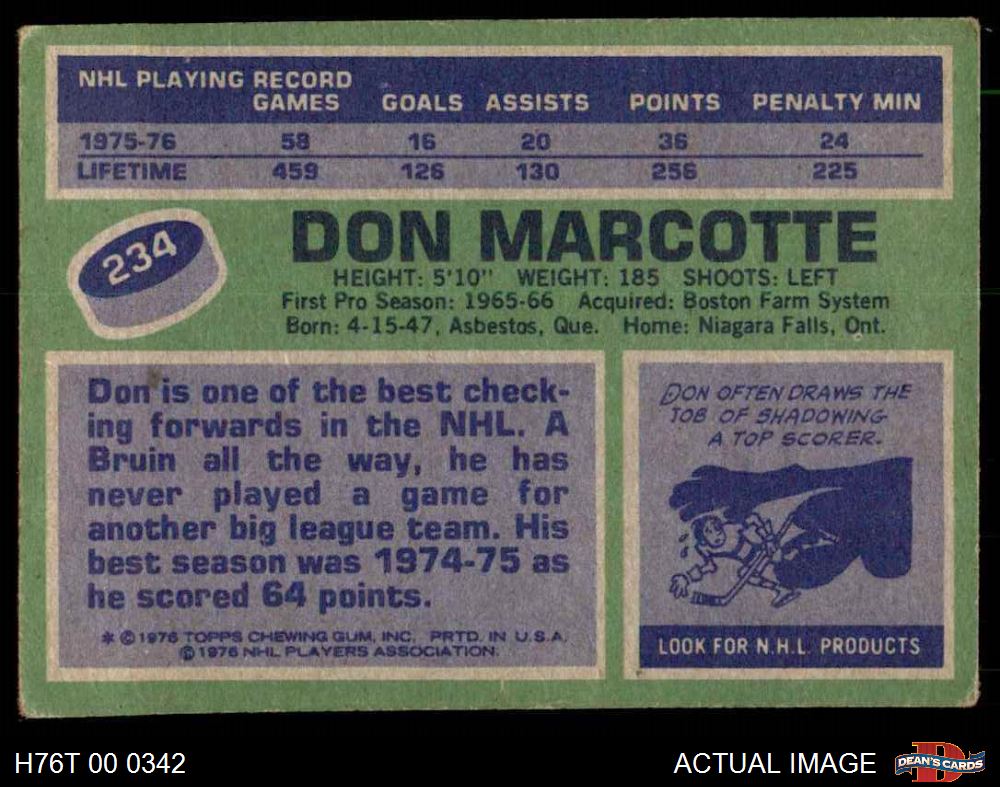 NHL PLAYING RECORD
GAMES GOALS ASSISTS POINTS PENALTY MIN
1975-76 58 16 20 36 24
LIFETIME 459 126 130 256 225
234
DON MARCOTTE
HEIGHT: 5'10" WEIGHT: 185 SHOOTS: LEFT
First Pro Season: 1965-66 Acquired: Boston Farm System
Born: 4-15-47, Asbestos, Que. Home: Niagara Falls, Ont.
Don is one of the best check-
ing forwards in the NHL. A
Bruin all the way, he has
never played a game for
another big league team. His
best season was 1974-75 as
he scored 64 points.
* © 1976 TOPPS CHEWING GUM, INC. PRTD. IN U.S.A.
© 1976 NHL PLAYERS ASSOCIATION.
DON OFTEN DRAWS THE
JOB OF SHADOWING
A TOP SCORER.
LOOK FOR N.H.L. PRODUCTS
H76T 00 0342
ACTUAL IMAGE
DEAN'S CARDS